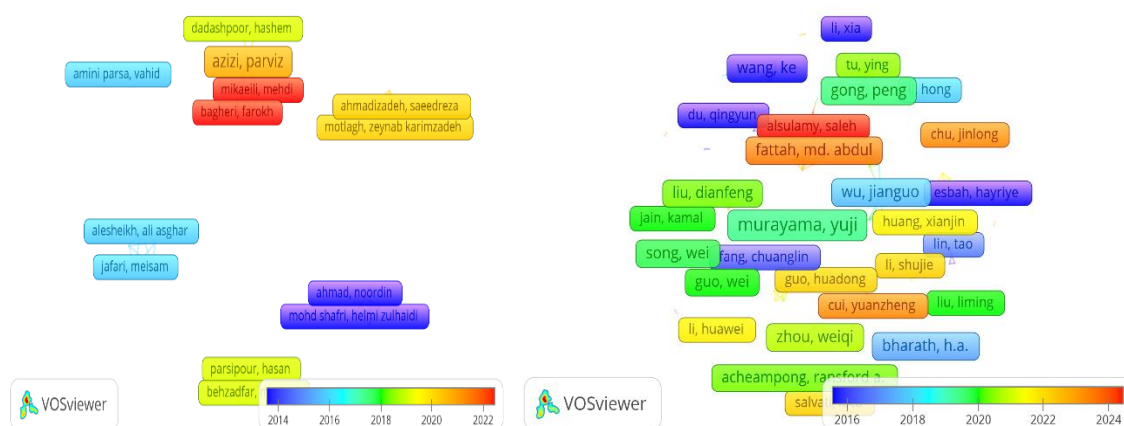 dadashpoor, hashem
azizi, parviz
amini parsa, vahid
mikaeili, mehdi
bagheri, farokh
ahmadizadeh, saeedreza
motlagh, zeynab karimzadeh
alesheikh, ali asghar
jafari, meisam
ahmad, noordin
mohd shafri, helmi zulhaidi
parsipour, hasan
behzadfar,
VOSviewer
2014 2016 2018 2020 2022
li, xia
wang, ke
tu, ying
gong, peng
hong
du, qingyun
alsulamy, saleh
chu, jinlong
fattah, md. abdul
liu, dianfeng
wu, jianguo
esbah, hayriye
jain, kamal
murayama, yuji
huang, xianjin
song, wei
fang, chuanglin
lin, tao
guo, wei
guo, huadong
li, shujie
cui, yuanzheng
liu, liming
li, huawei
zhou, weiqi
bharath, h.a.
acheampong, ransford a.
VOSviewer
2016 2018 2020 2022 2024